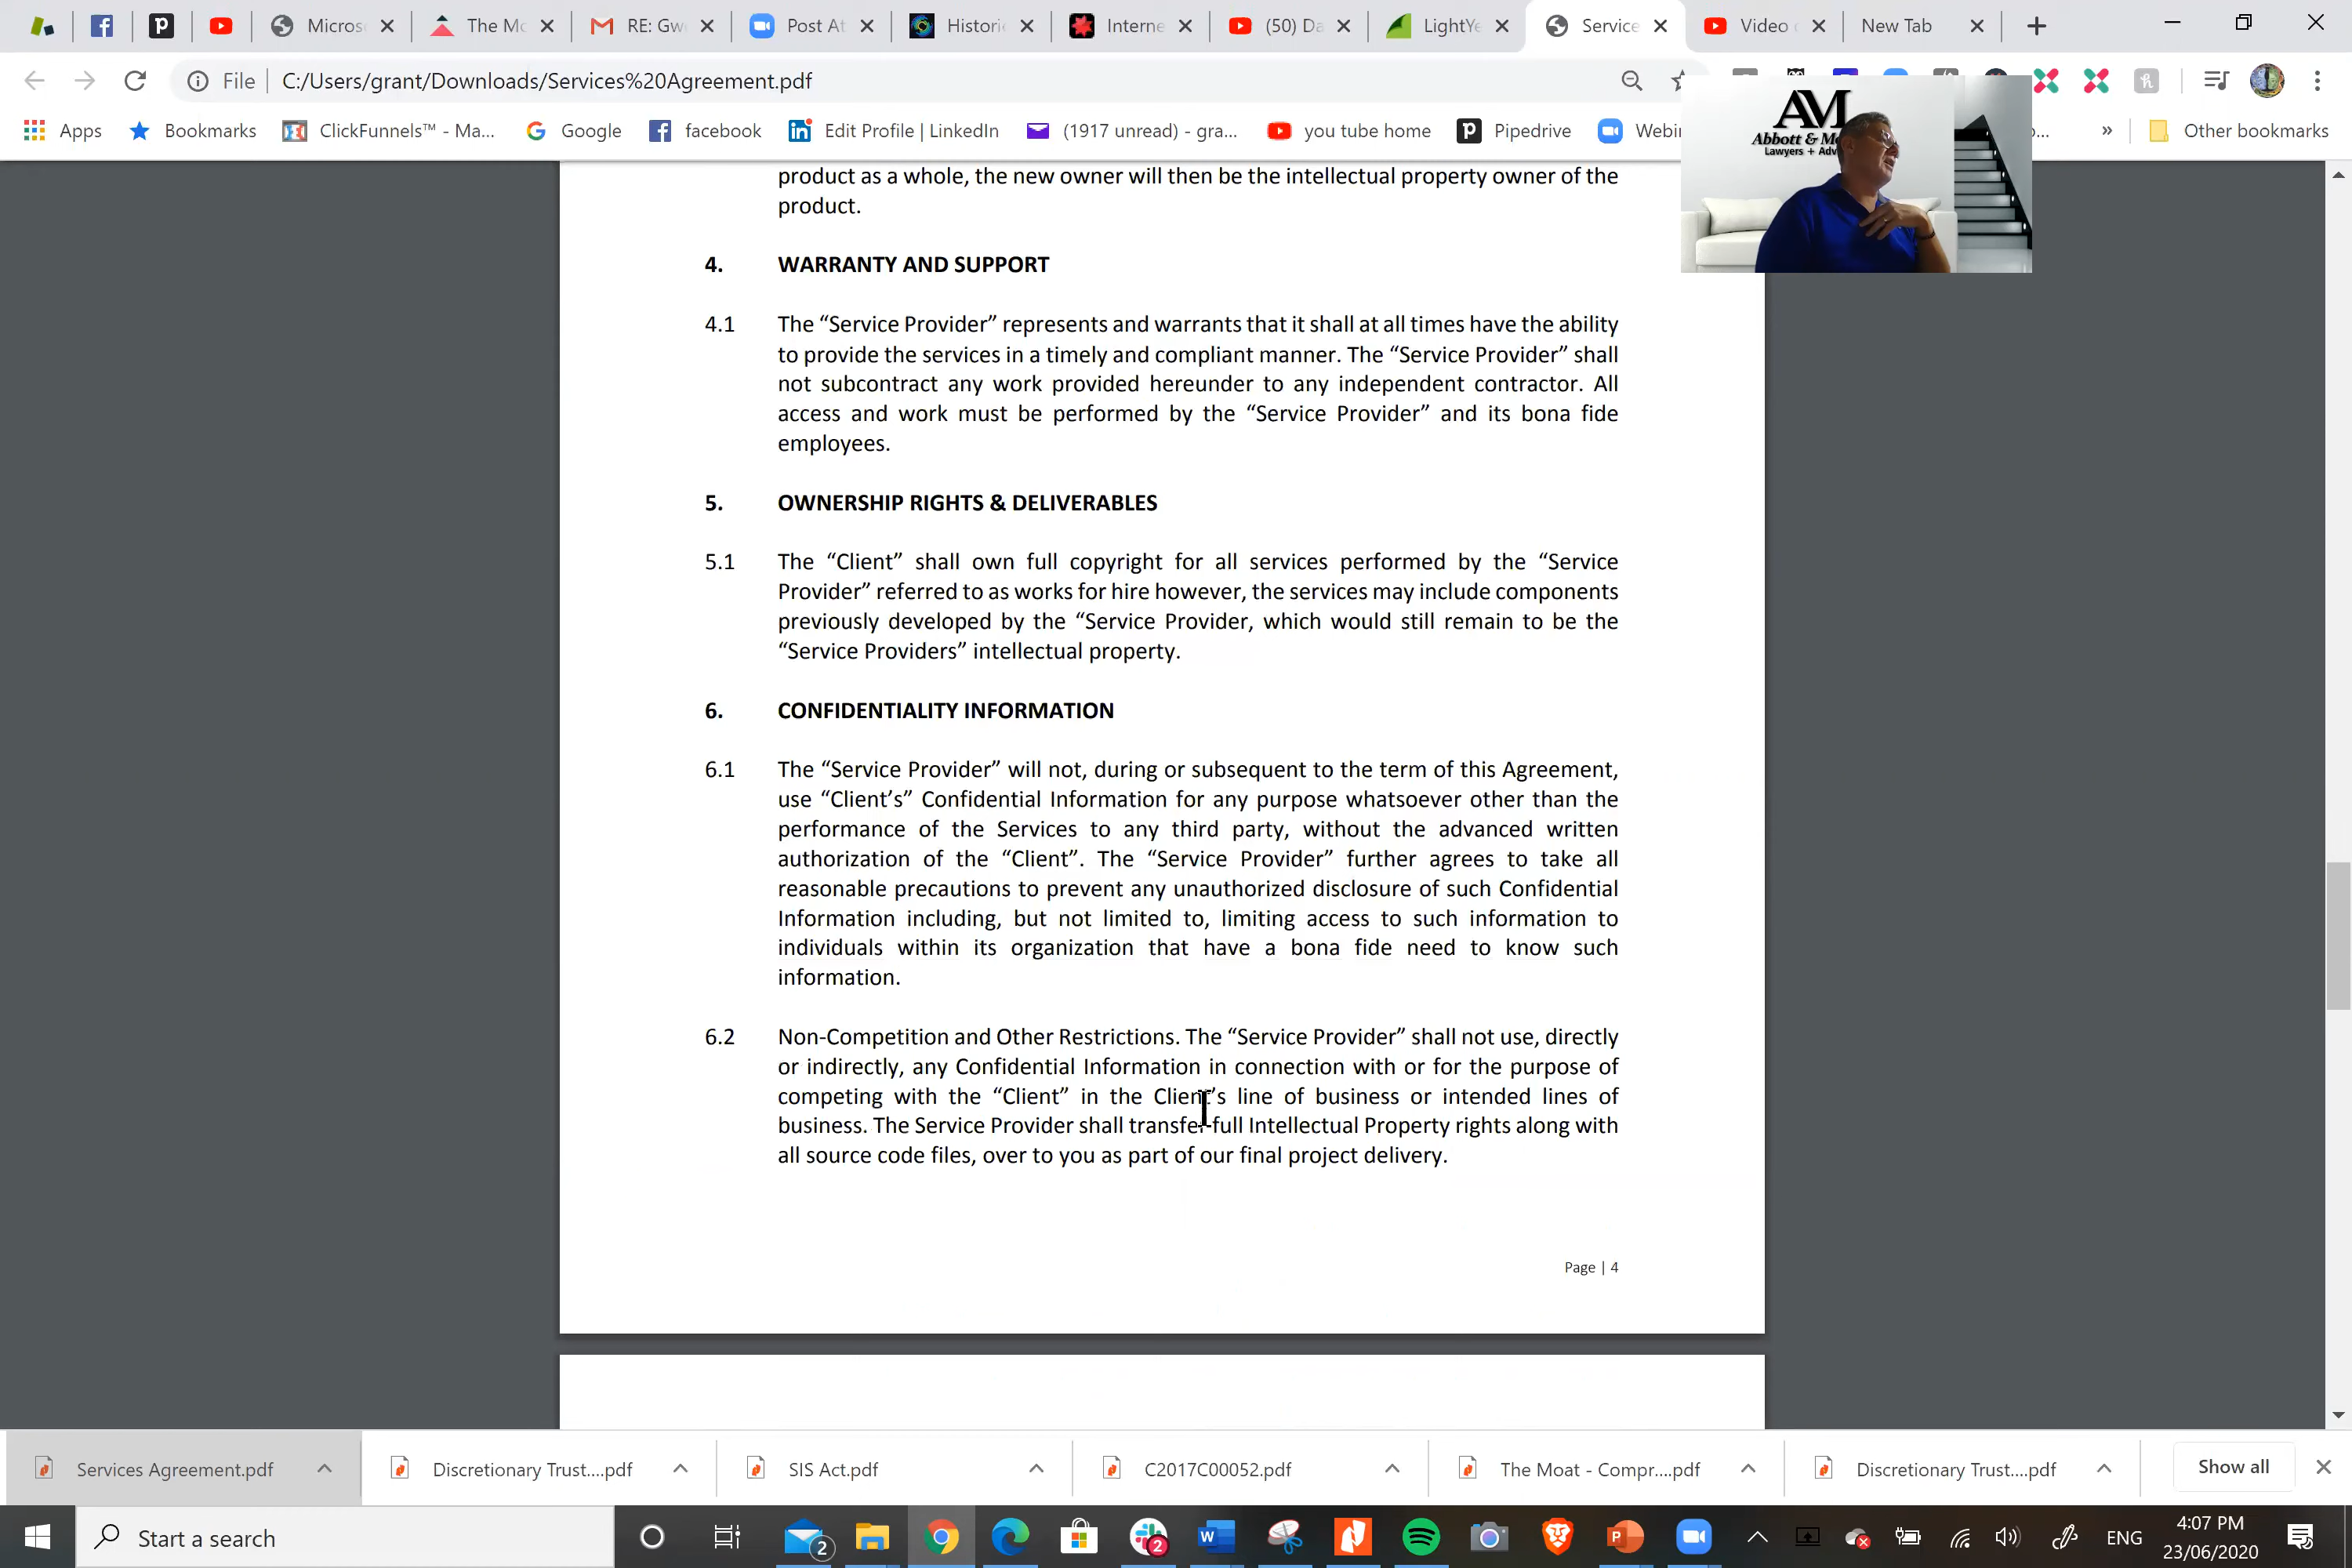 Micros
The Mo
RE: Gwe
Post At
Historic
Interne
(50) Da
LightYe
Service
Video o
New Tab
File
C:/Users/grant/Downloads/Services%20Agreement.pdf
Apps
Bookmarks
ClickFunnels™ - Ma...
Google
facebook
Edit Profile | LinkedIn
(1917 unread) - gra...
you tube home
Pipedrive
Webi
»
Other bookmarks
AM
Abbott & M
Lawyers + Adv
product as a whole, the new owner will then be the intellectual property owner of the
product.
4. WARRANTY AND SUPPORT
4.1 The “Service Provider” represents and warrants that it shall at all times have the ability
to provide the services in a timely and compliant manner. The “Service Provider” shall
not subcontract any work provided hereunder to any independent contractor. All
access and work must be performed by the “Service Provider” and its bona fide
employees.
5. OWNERSHIP RIGHTS & DELIVERABLES
5.1 The “Client” shall own full copyright for all services performed by the “Service
Provider” referred to as works for hire however, the services may include components
previously developed by the “Service Provider, which would still remain to be the
“Service Providers” intellectual property.
6. CONFIDENTIALITY INFORMATION
6.1 The “Service Provider” will not, during or subsequent to the term of this Agreement,
use “Client’s” Confidential Information for any purpose whatsoever other than the
performance of the Services to any third party, without the advanced written
authorization of the “Client”. The “Service Provider” further agrees to take all
reasonable precautions to prevent any unauthorized disclosure of such Confidential
Information including, but not limited to, limiting access to such information to
individuals within its organization that have a bona fide need to know such
information.
6.2 Non-Competition and Other Restrictions. The “Service Provider” shall not use, directly
or indirectly, any Confidential Information in connection with or for the purpose of
competing with the “Client” in the Client’s line of business or intended lines of
business. The Service Provider shall transfer full Intellectual Property rights along with
all source code files, over to you as part of our final project delivery.
Page | 4
Services Agreement.pdf
Discretionary Trust....pdf
SIS Act.pdf
C2017C00052.pdf
The Moat - Compr....pdf
Discretionary Trust....pdf
Show all
Start a search
2
2
ENG
4:07 PM
23/06/2020